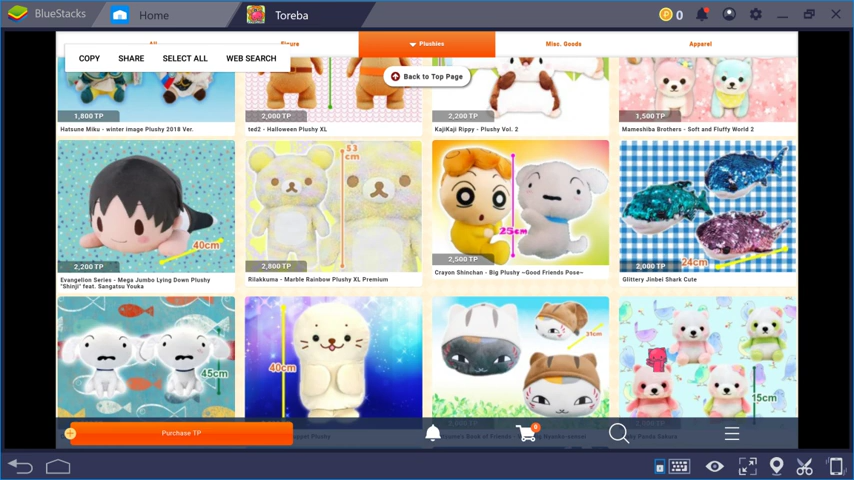 BlueStacks
Home
Toreba
0
Plushies
Misc. Goods
Apparel
COPY
SHARE
SELECT ALL
WEB SEARCH
Back to Top Page
1,800 TP
2,000 TP
2,200 TP
1,500 TP
Hatsune Miku - winter image Plushy 2018 Ver.
ted2 - Halloween Plushy XL
KajiKaji Rippy - Plushy Vol. 2
Mameshiba Brothers - Soft and Fluffy World 2
53
cm
40cm
25cm
24cm
2,200 TP
2,800 TP
2,500 TP
2,000 TP
Evangelion Series - Mega Jumbo Lying Down Plushy
"Shinji" feat. Sangatsu Youka
Rilakkuma - Marble Rainbow Plushy XL Premium
Crayon Shinchan - Big Plushy ~Good Friends Pose~
Glittery Jinbei Shark Cute
45cm
40cm
31cm
15cm
Purchase TP
0